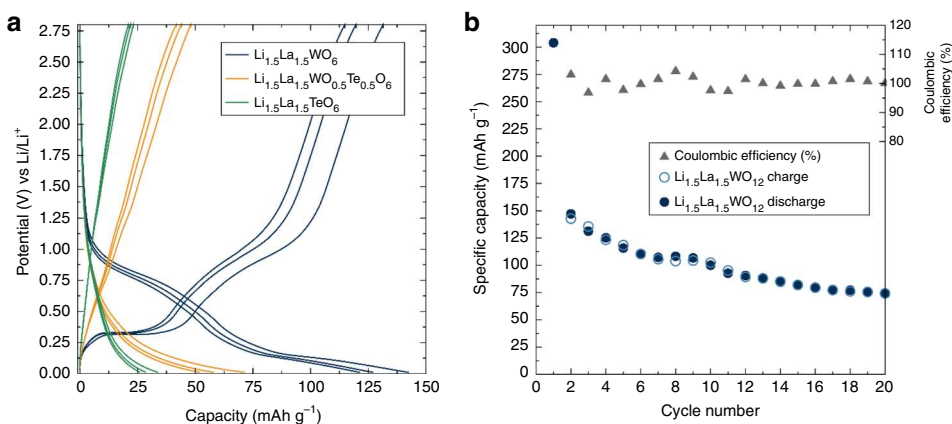 a
2.75
2.50
2.25
2.00
1.75
1.50
1.25
1.00
0.75
0.50
0.25
0.00
Potential (V) vs Li/Li⁺
Li₁.₅La₁.₅WO₆
Li₁.₅La₁.₅WO₀.₅Te₀.₅O₆
Li₁.₅La₁.₅TeO₆
0 25 50 75 100 125 150
Capacity (mAh g⁻¹)
b
300
275
250
225
200
175
150
125
100
75
50
25
0
Specific capacity (mAh g⁻¹)
120
110
100
90
80
Coulombic
efficiency (%)
Coulombic efficiency (%)
Li₁.₅La₁.₅WO₁₂ charge
Li₁.₅La₁.₅WO₁₂ discharge
0 2 4 6 8 10 12 14 16 18 20
Cycle number